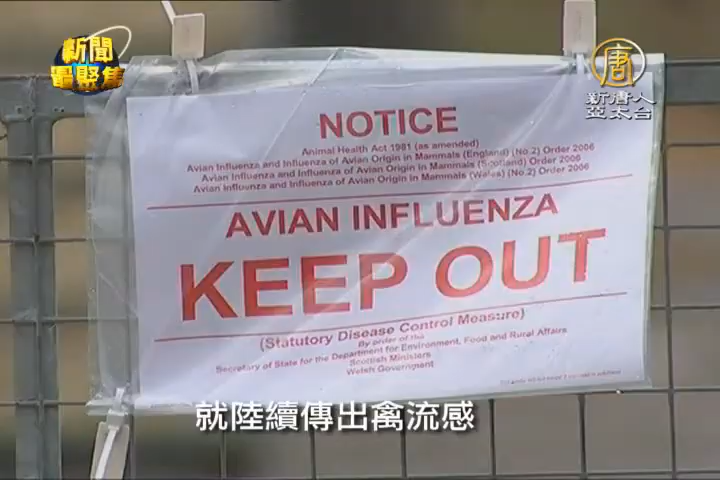 新聞
最聚焦
唐
新唐人
亞太台
NOTICE
Animal Health Act 1981 (as amended)
Avian Influenza and Influenza of Avian Origin in Mammals (England) (No.2) Order 2006
Avian Influenza and Influenza of Avian Origin in Mammals (Scotland) Order 2006
Avian Influenza and Influenza of Avian Origin in Mammals (Wales) (No.2) Order 2006
AVIAN INFLUENZA
KEEP OUT
(Statutory Disease Control Measure)
By order of the
Secretary of State for the Department for Environment, Food and Rural Affairs
Scottish Ministers
Welsh Government
就陸續傳出禽流感